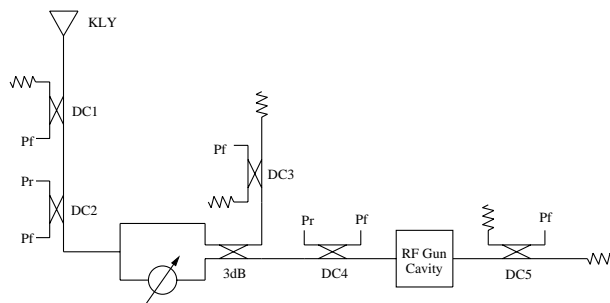 KLY
DC1
Pf
Pr
DC2
Pf
Pf
DC3
3dB
Pr
Pf
DC4
RF Gun
Cavity
Pf
DC5